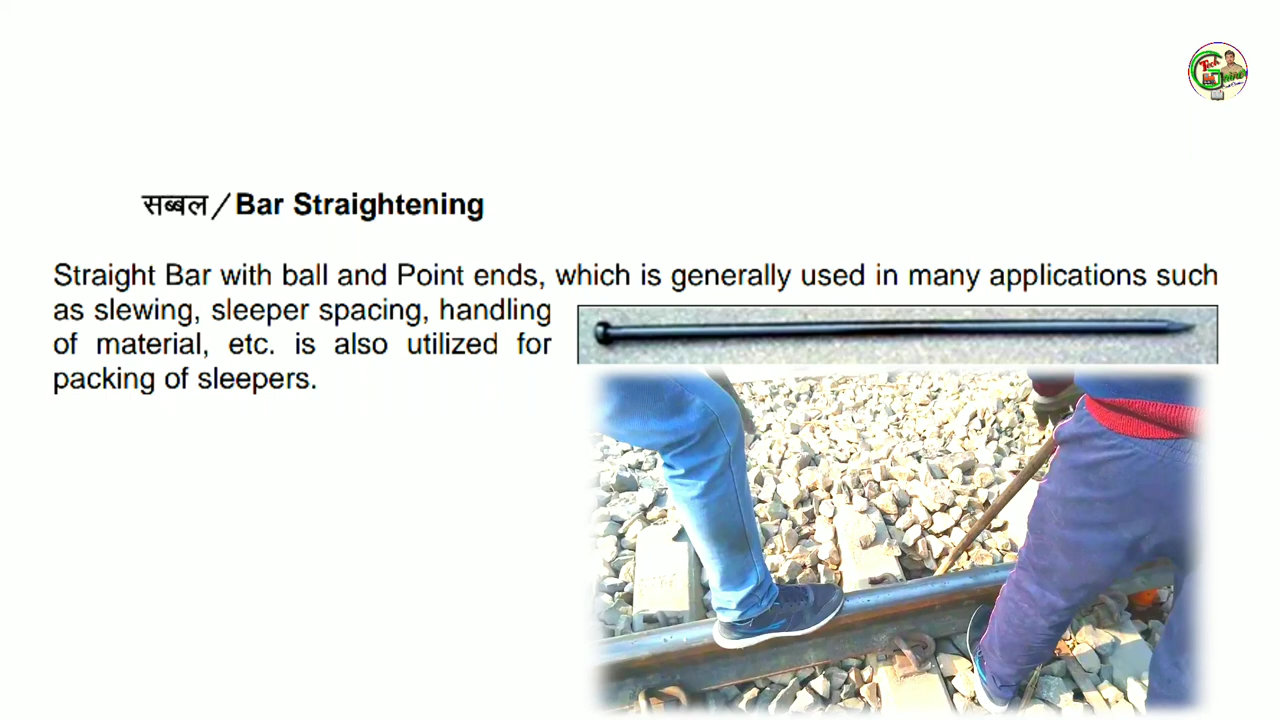 सब्बल/Bar Straightening
Straight Bar with ball and Point ends, which is generally used in many applications such
as slewing, sleeper spacing, handling
of material, etc. is also utilized for
packing of sleepers.
Tech